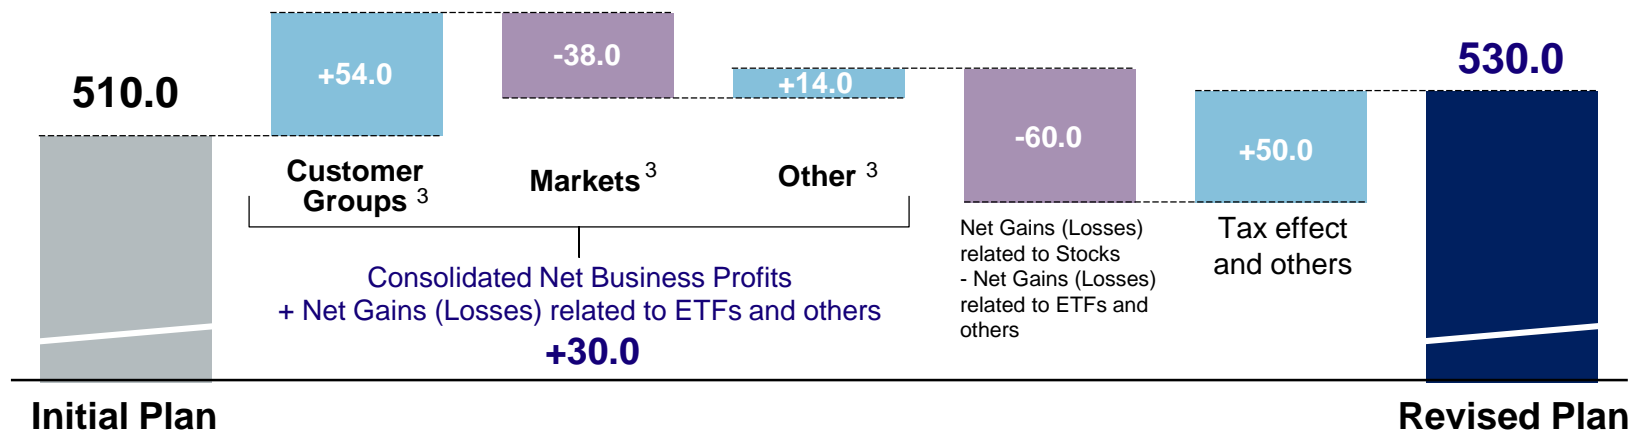 510.0
+54.0
-38.0
+14.0
-60.0
+50.0
530.0
Customer
Groups 3
Markets 3
Other 3
Consolidated Net Business Profits
+ Net Gains (Losses) related to ETFs and others
+30.0
Net Gains (Losses)
related to Stocks
- Net Gains (Losses)
related to ETFs and
others
Tax effect
and others
Initial Plan
Revised Plan